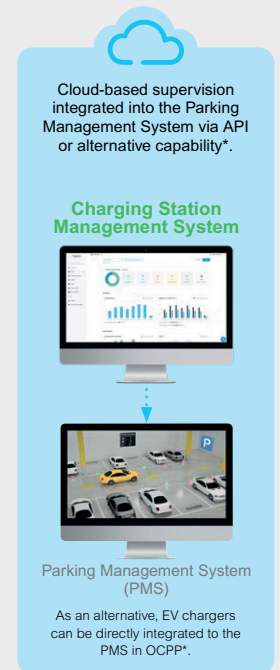 Cloud-based supervision
integrated into the Parking
Management System via API
or alternative capability*.
Charging Station
Management System
P
Parking Management System
(PMS)
As an alternative, EV chargers
can be directly integrated to the
PMS in OCPP*.